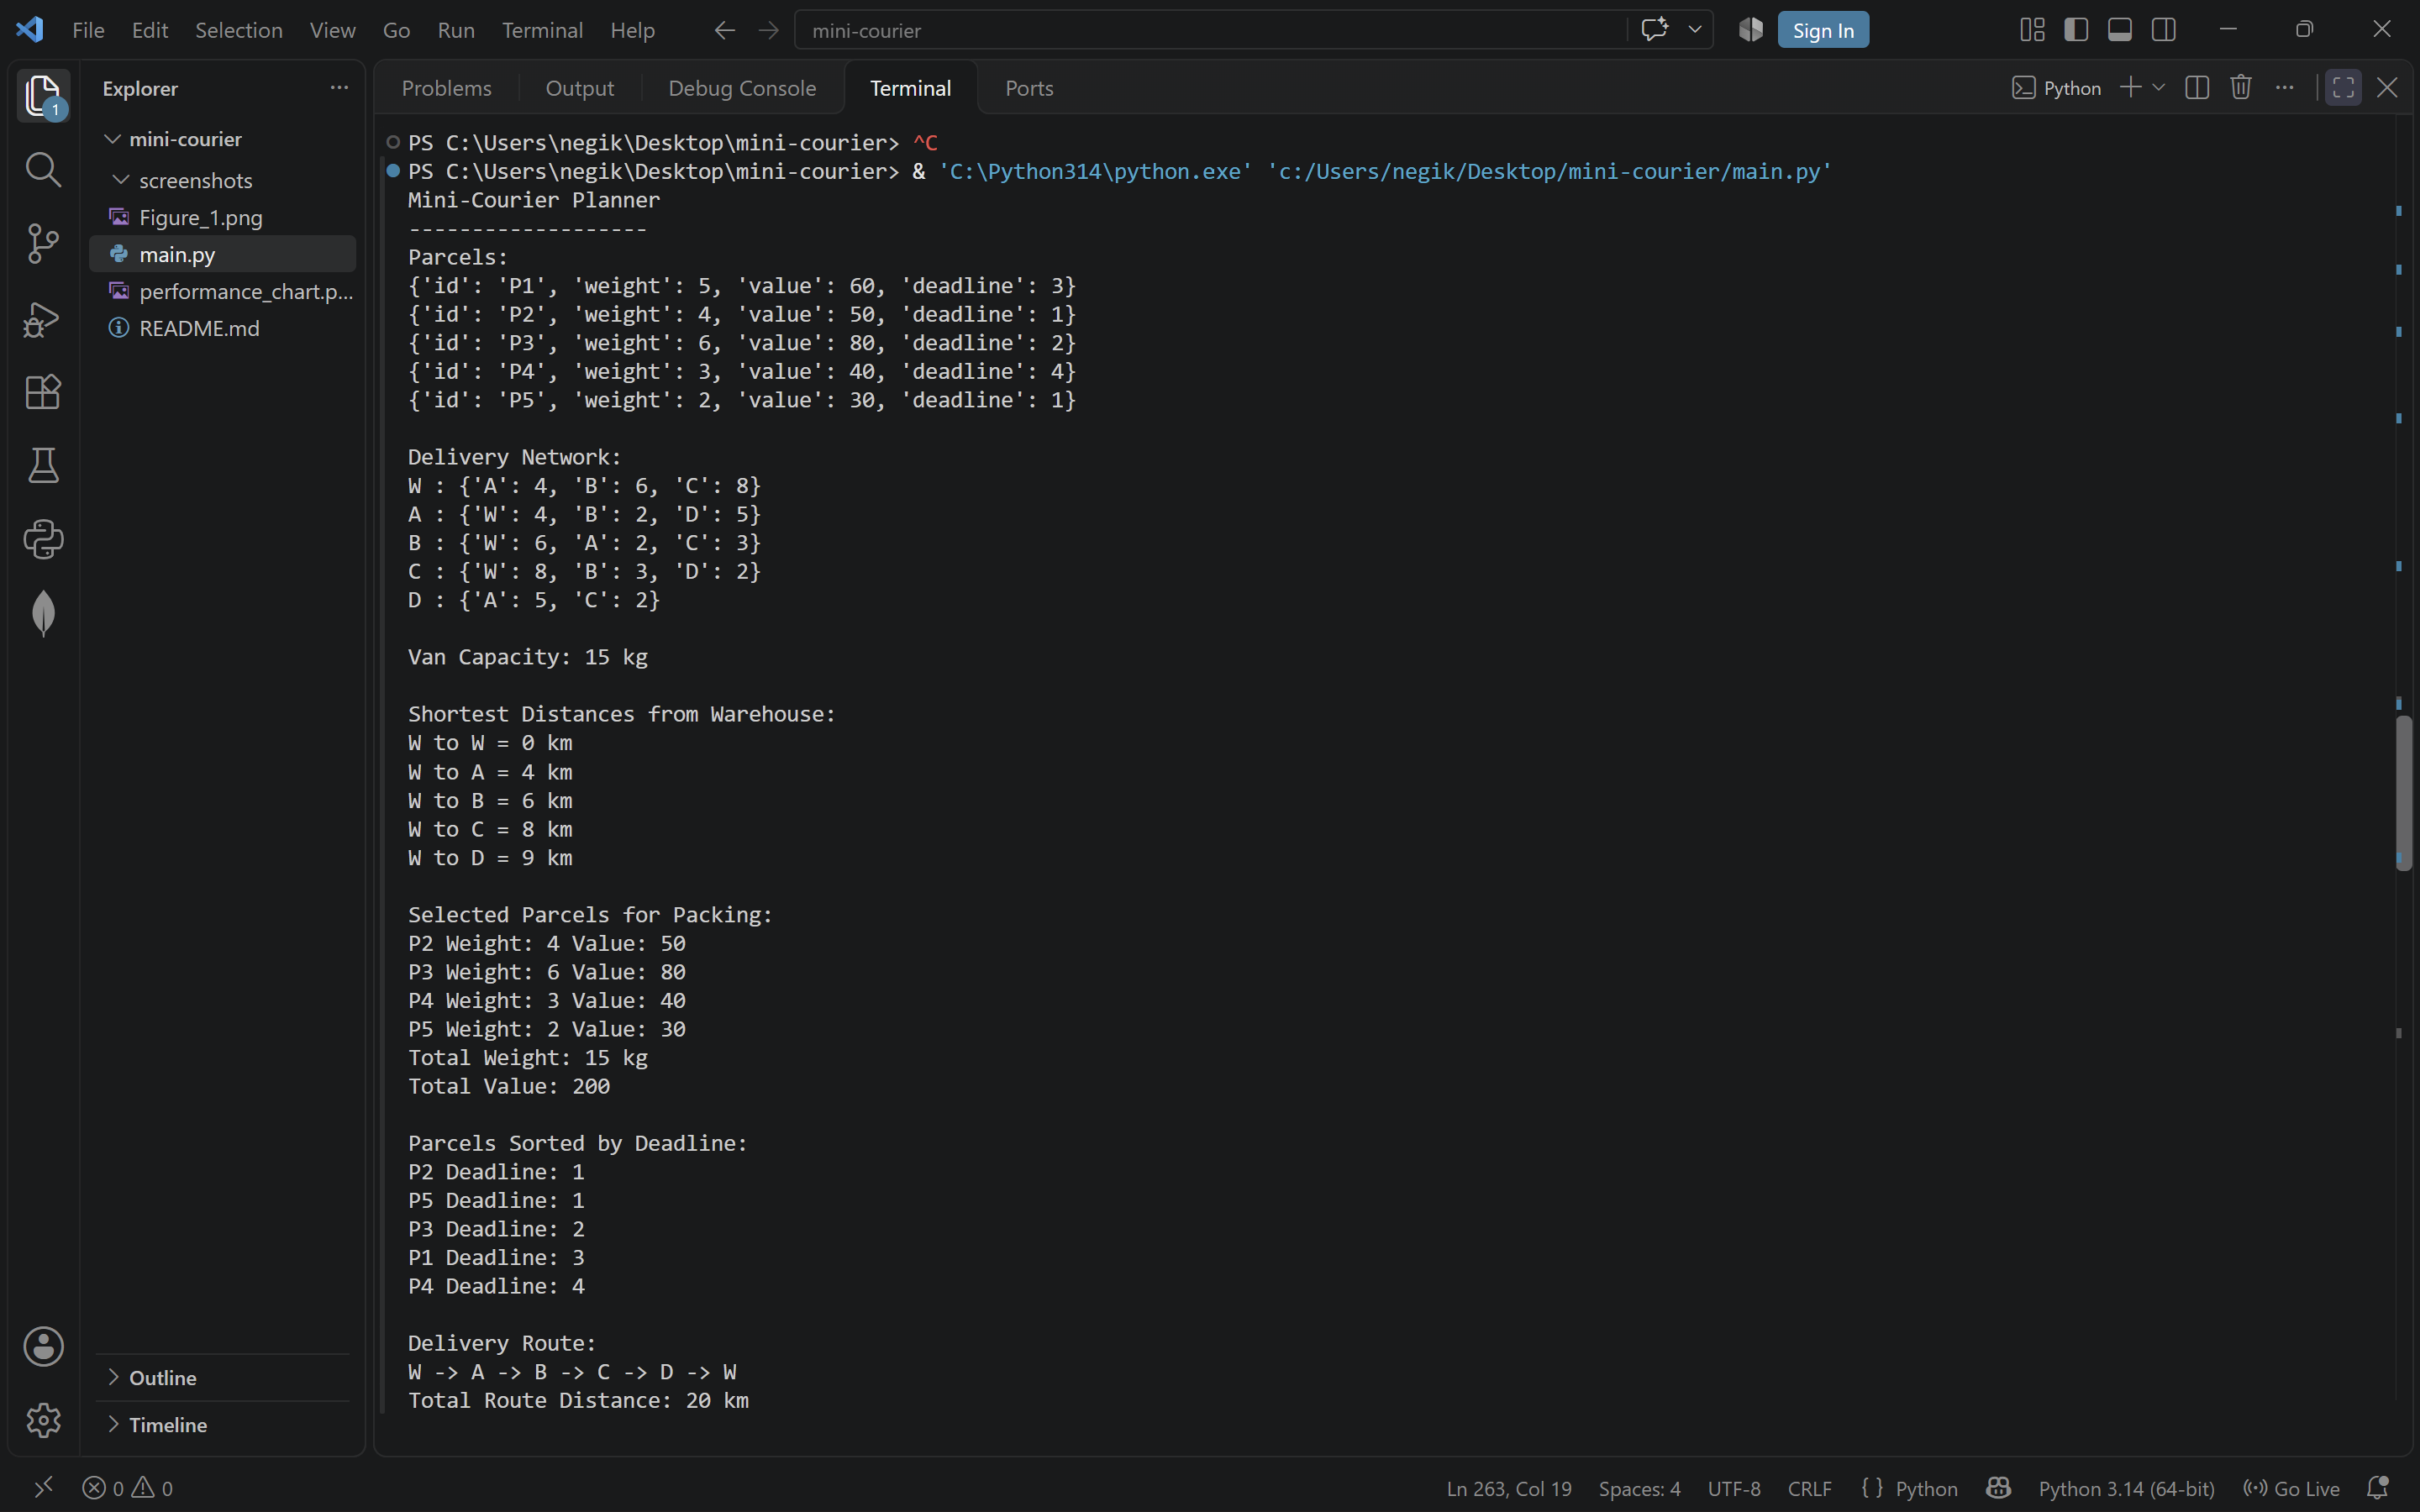 File Edit Selection View Go Run Terminal Help
mini-courier
Sign In
Explorer
mini-courier
screenshots
Figure_1.png
main.py
performance_chart.p...
README.md
1
Outline
Timeline
Problems Output Debug Console Terminal Ports
Python
PS C:\Users\negik\Desktop\mini-courier> ^C
PS C:\Users\negik\Desktop\mini-courier> & 'C:\Python314\python.exe' 'c:/Users/negik/Desktop/mini-courier/main.py'
Mini-Courier Planner
-------------------
Parcels:
{'id': 'P1', 'weight': 5, 'value': 60, 'deadline': 3}
{'id': 'P2', 'weight': 4, 'value': 50, 'deadline': 1}
{'id': 'P3', 'weight': 6, 'value': 80, 'deadline': 2}
{'id': 'P4', 'weight': 3, 'value': 40, 'deadline': 4}
{'id': 'P5', 'weight': 2, 'value': 30, 'deadline': 1}
Delivery Network:
W : {'A': 4, 'B': 6, 'C': 8}
A : {'W': 4, 'B': 2, 'D': 5}
B : {'W': 6, 'A': 2, 'C': 3}
C : {'W': 8, 'B': 3, 'D': 2}
D : {'A': 5, 'C': 2}
Van Capacity: 15 kg
Shortest Distances from Warehouse:
W to W = 0 km
W to A = 4 km
W to B = 6 km
W to C = 8 km
W to D = 9 km
Selected Parcels for Packing:
P2 Weight: 4 Value: 50
P3 Weight: 6 Value: 80
P4 Weight: 3 Value: 40
P5 Weight: 2 Value: 30
Total Weight: 15 kg
Total Value: 200
Parcels Sorted by Deadline:
P2 Deadline: 1
P5 Deadline: 1
P3 Deadline: 2
P1 Deadline: 3
P4 Deadline: 4
Delivery Route:
W -> A -> B -> C -> D -> W
Total Route Distance: 20 km
0 0
Ln 263, Col 19 Spaces: 4 UTF-8 CRLF {} Python Python 3.14 (64-bit) Go Live